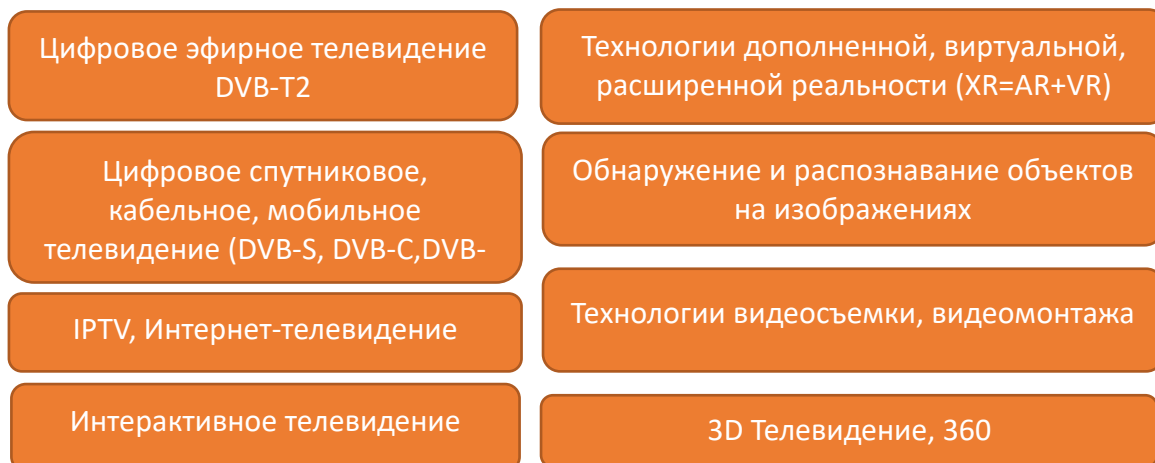 Цифровое эфирное телевидение
DVB-T2
Цифровое спутниковое,
кабельное, мобильное
телевидение (DVB-S, DVB-C,DVB-
IPTV, Интернет-телевидение
Интерактивное телевидение
Технологии дополненной, виртуальной,
расширенной реальности (XR=AR+VR)
Обнаружение и распознавание объектов
на изображениях
Технологии видеосъемки, видеомонтажа
3D Телевидение, 360